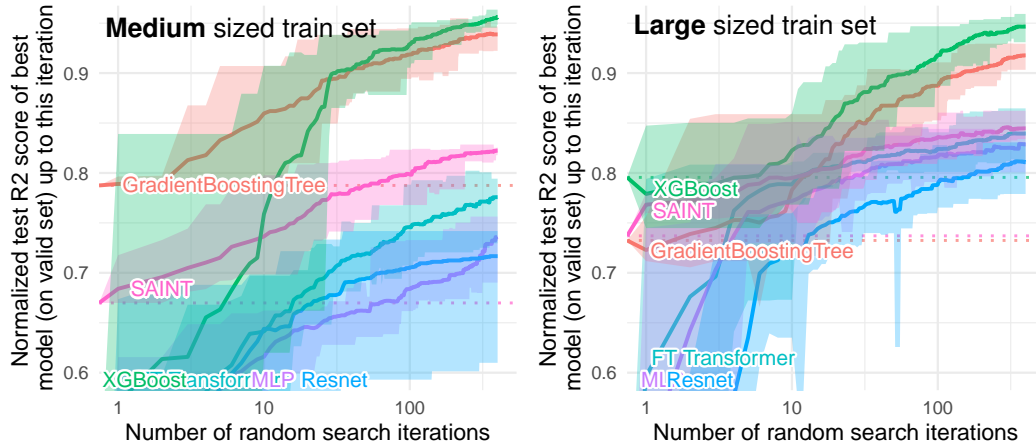 Medium sized train set
Normalized test R2 score of best
model (on valid set) up to this iteration
0.9
0.8
0.7
0.6
GradientBoostingTree
SAINT
XGBoost
MLP
Resnet
1
10
100
Number of random search iterations
Large sized train set
Normalized test R2 score of best
model (on valid set) up to this iteration
0.9
0.8
0.7
0.6
XGBoost
SAINT
GradientBoostingTree
FT Transformer
Resnet
1
10
100
Number of random search iterations